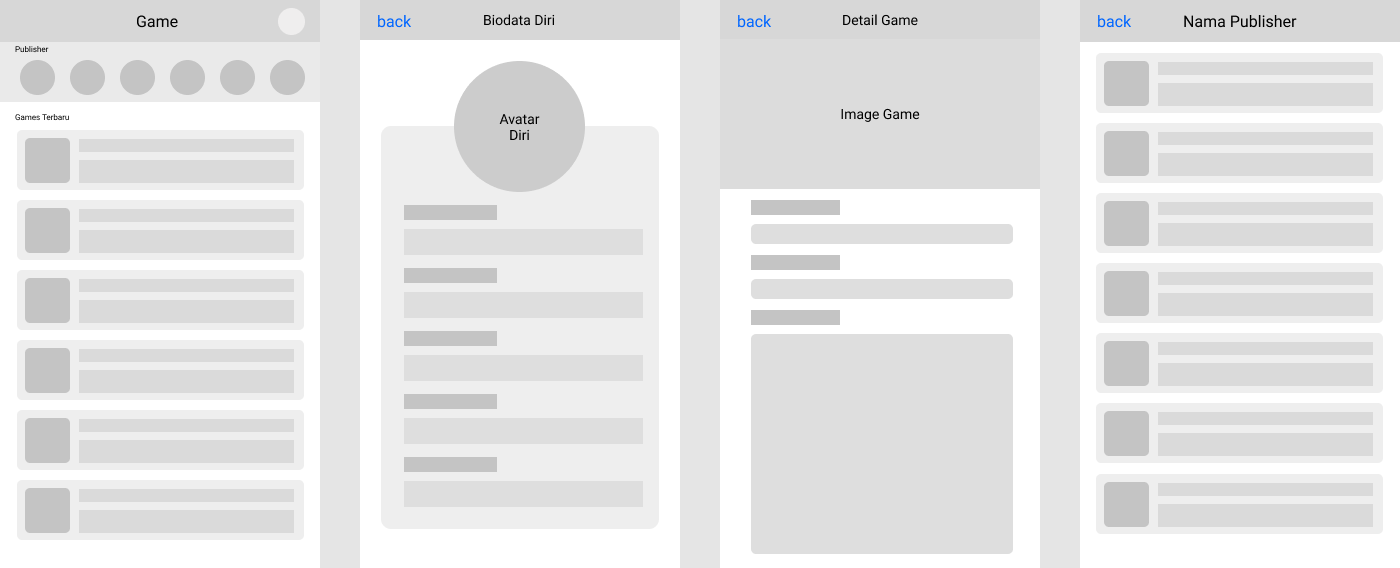 Game
Publisher
Games Terbaru
back
Biodata Diri
Avatar
Diri
back
Detail Game
Image Game
back
Nama Publisher